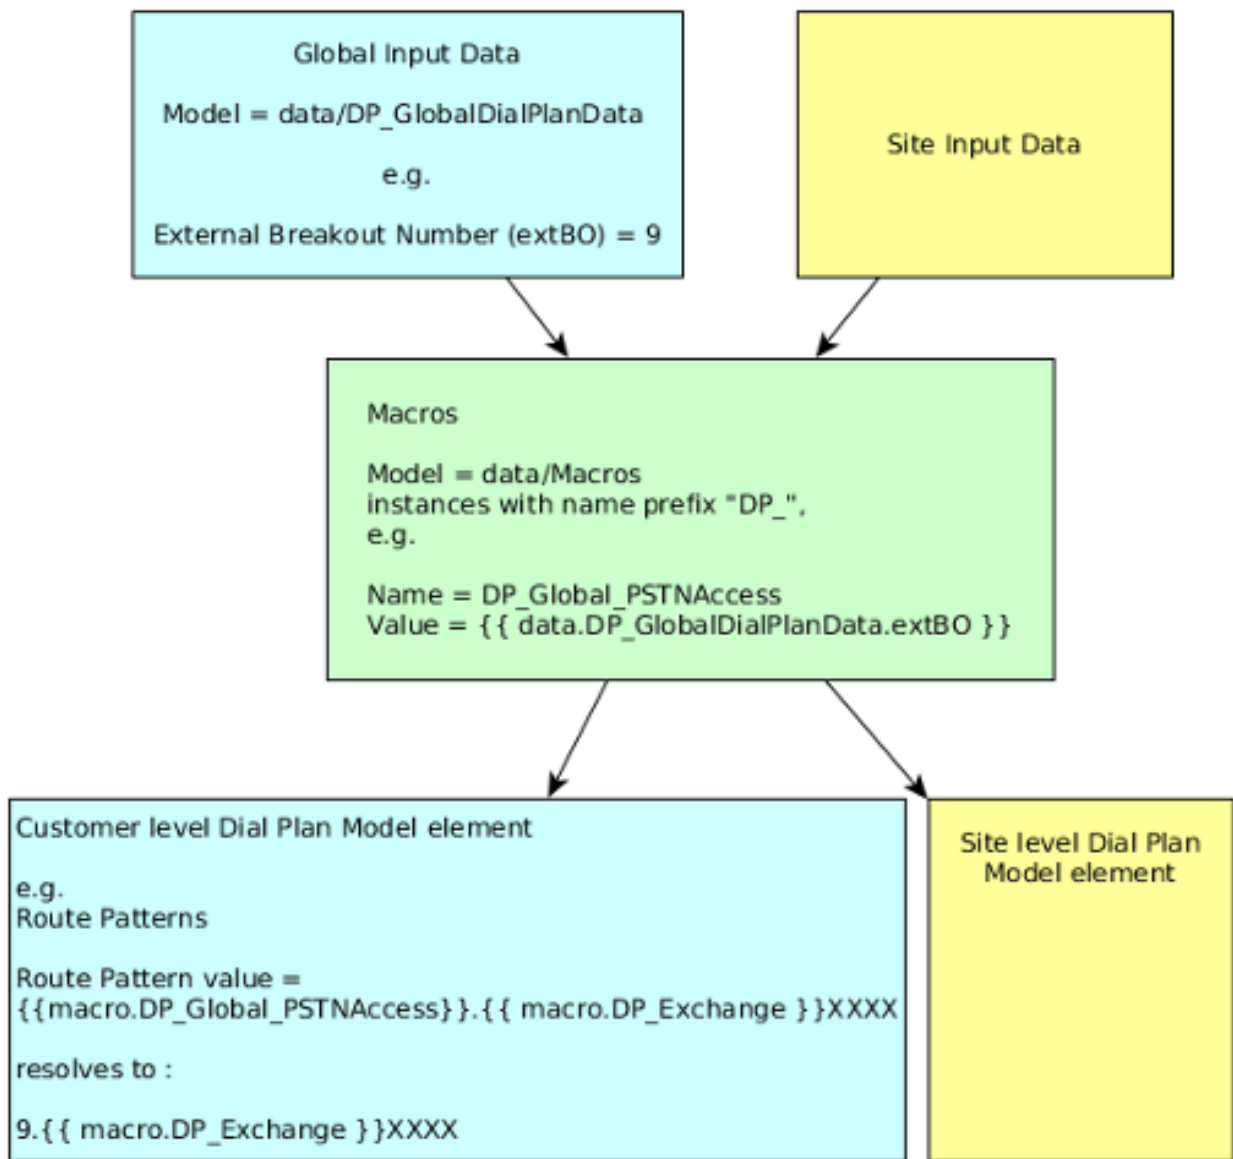 Global Input Data
Model = data/DP_GlobalDialPlanData
e.g.
External Breakout Number (extBO) = 9
Site Input Data
Macros
Model = data/Macros
instances with name prefix "DP_",
e.g.
Name = DP_Global_PSTNAccess
Value = {{ data.DP_GlobalDialPlanData.extBO }}
Customer level Dial Plan Model element
e.g.
Route Patterns
Route Pattern value =
{{macro.DP_Global_PSTNAccess}}.{{ macro.DP_Exchange }}XXXX
resolves to :
9.{{ macro.DP_Exchange }}XXXX
Site level Dial Plan
Model element